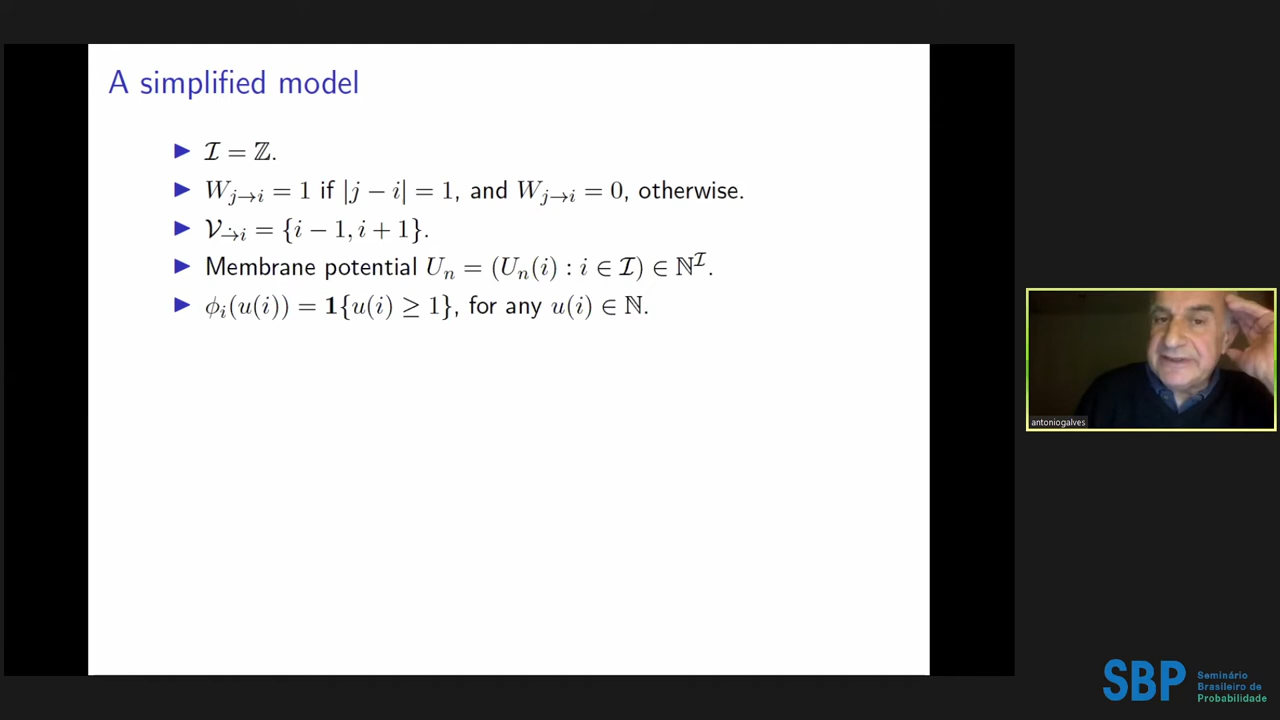 A simplified model
▶ ℐ = ℤ.
▶ W_{j→i} = 1 if |j − i| = 1, and W_{j→i} = 0, otherwise.
▶ 𝒱_{·→i} = {i − 1, i + 1}.
▶ Membrane potential U_n = (U_n(i) : i ∈ ℐ) ∈ ℕ^ℐ.
▶ ϕ_i(u(i)) = 𝟏{u(i) ≥ 1}, for any u(i) ∈ ℕ.
antoniogalves
SBP Seminário
Brasileiro de
Probabilidade